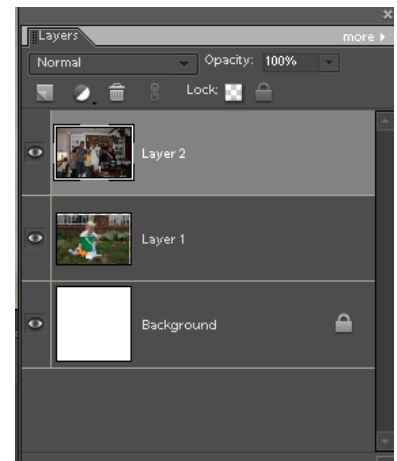 Layers more
Normal Opacity: 100%
Lock:
Layer 2
Layer 1
Background